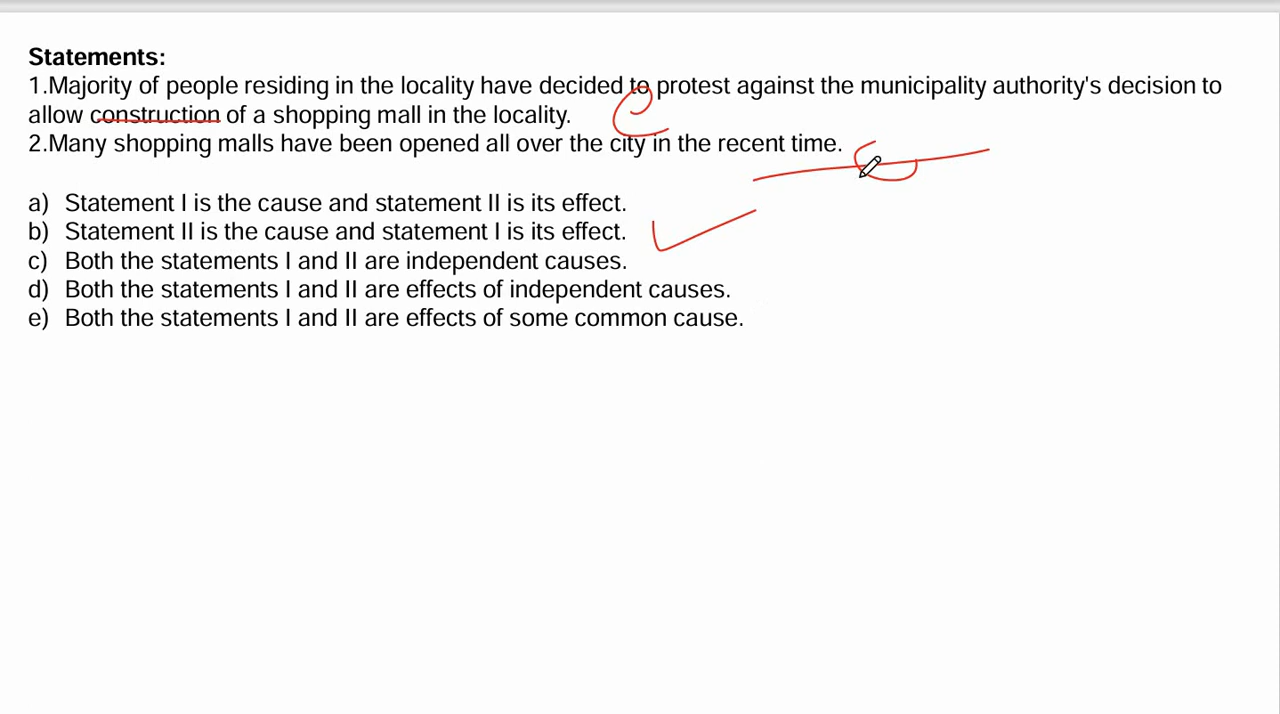 Statements:
1.Majority of people residing in the locality have decided to protest against the municipality authority's decision to
allow construction of a shopping mall in the locality.
2.Many shopping malls have been opened all over the city in the recent time.
a) Statement I is the cause and statement II is its effect.
b) Statement II is the cause and statement I is its effect.
c) Both the statements I and II are independent causes.
d) Both the statements I and II are effects of independent causes.
e) Both the statements I and II are effects of some common cause.